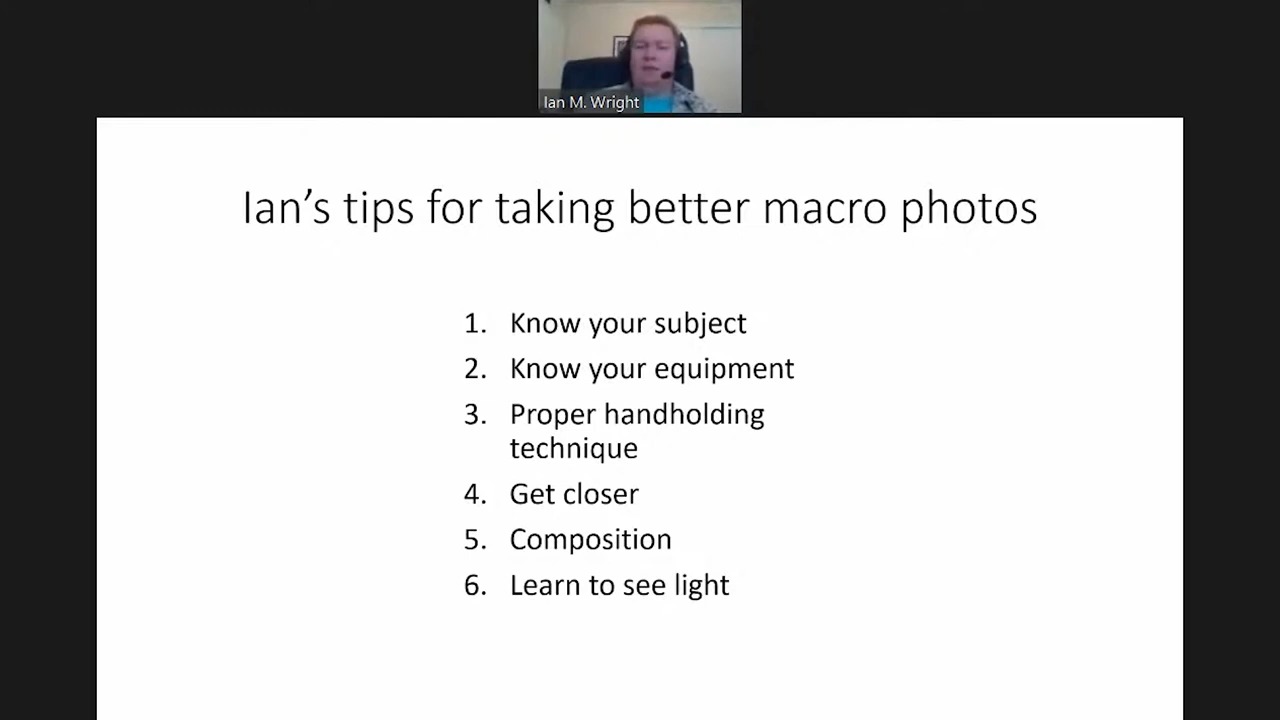 Ian M. Wright
Ian's tips for taking better macro photos
1. Know your subject
2. Know your equipment
3. Proper handholding
technique
4. Get closer
5. Composition
6. Learn to see light